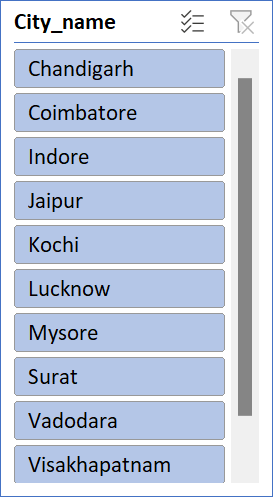 City_name
Chandigarh
Coimbatore
Indore
Jaipur
Kochi
Lucknow
Mysore
Surat
Vadodara
Visakhapatnam